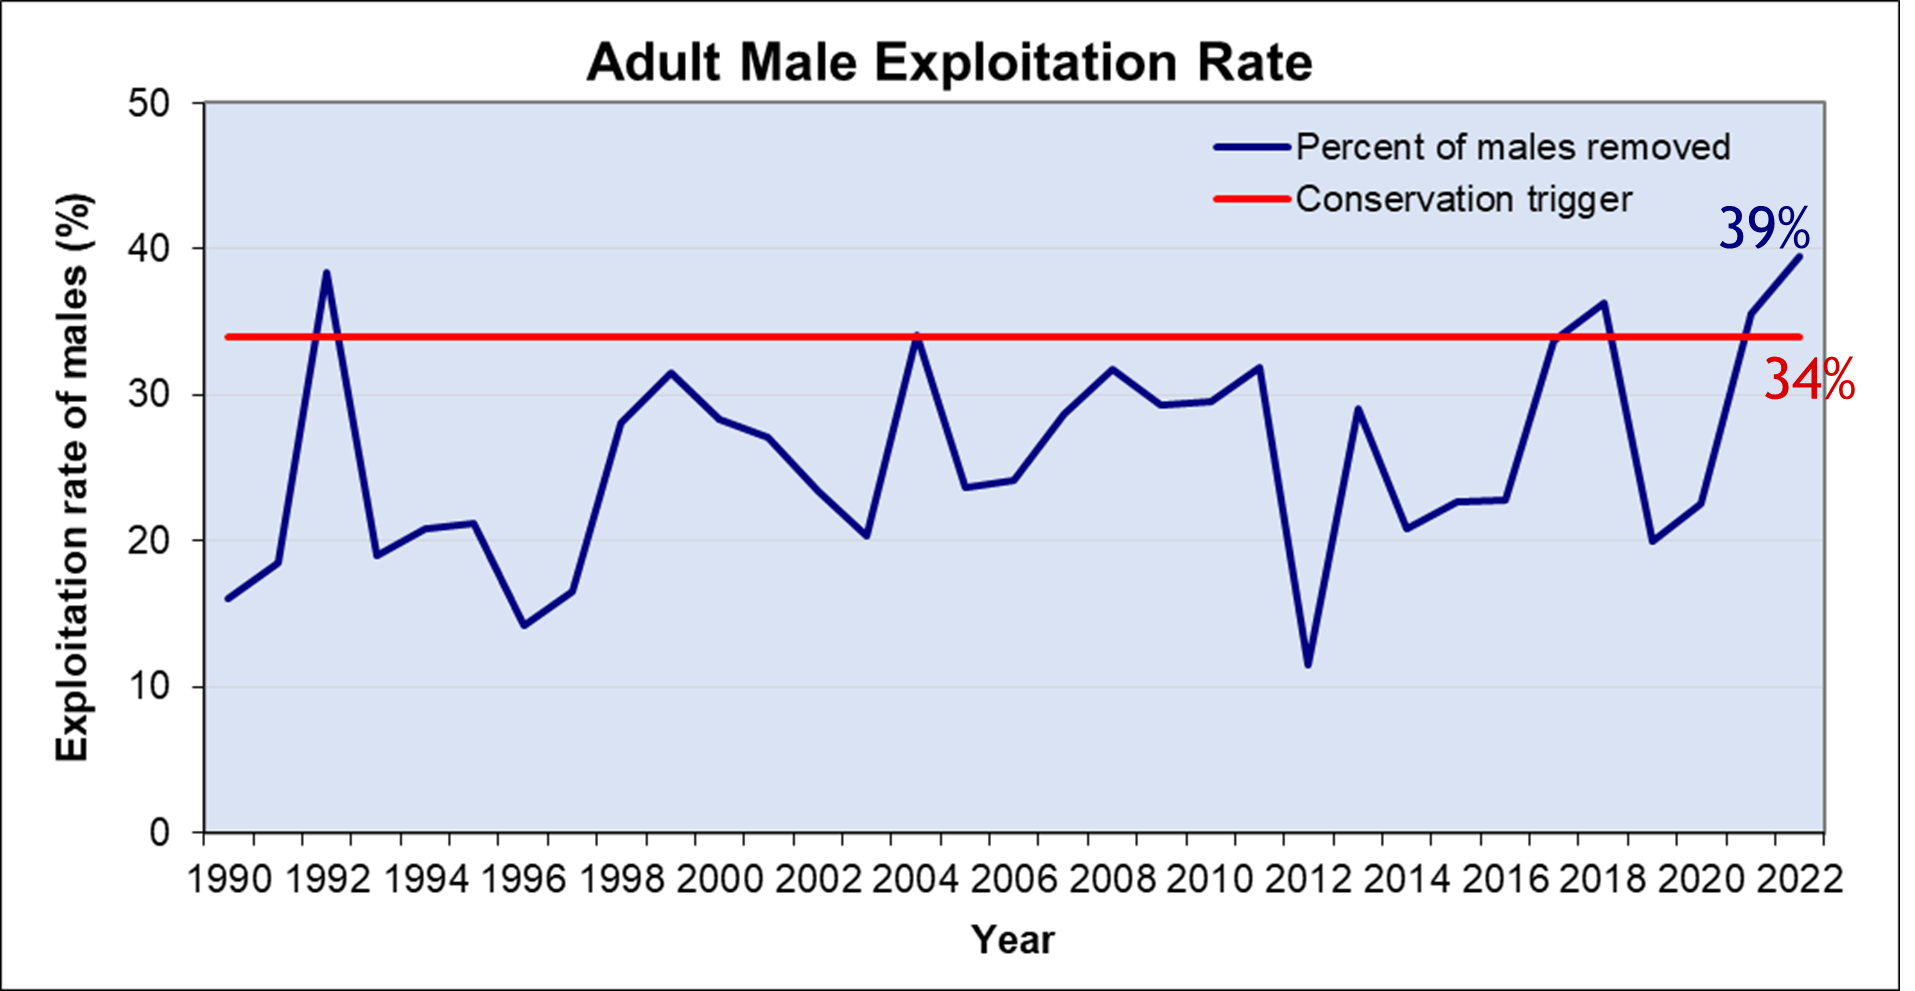 Adult Male Exploitation Rate
50
40
30
20
10
0
Exploitation rate of males (%)
Percent of males removed
Conservation trigger
39%
34%
1990 1992 1994 1996 1998 2000 2002 2004 2006 2008 2010 2012 2014 2016 2018 2020 2022
Year